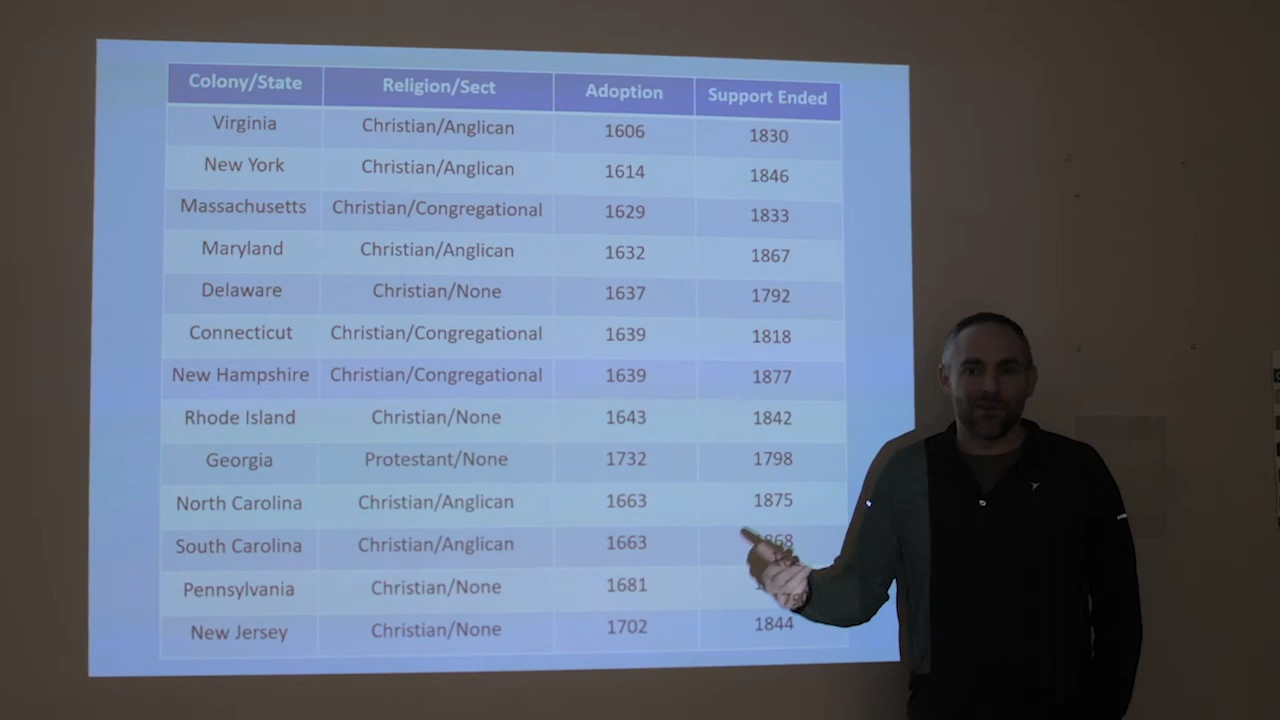 Colony/State Religion/Sect Adoption Support Ended
Virginia Christian/Anglican 1606 1830
New York Christian/Anglican 1614 1846
Massachusetts Christian/Congregational 1629 1833
Maryland Christian/Anglican 1632 1867
Delaware Christian/None 1637 1792
Connecticut Christian/Congregational 1639 1818
New Hampshire Christian/Congregational 1639 1877
Rhode Island Christian/None 1643 1842
Georgia Protestant/None 1732 1798
North Carolina Christian/Anglican 1663 1875
South Carolina Christian/Anglican 1663
Pennsylvania Christian/None 1681
New Jersey Christian/None 1702 1844